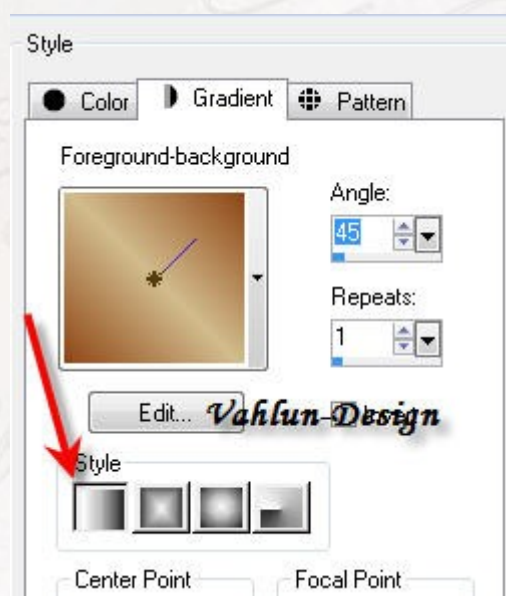 Style
Color Gradient Pattern
Foreground-background
Angle:
45
Repeats:
1
Edit... Vahlun-Design
Style
Center Point Focal Point